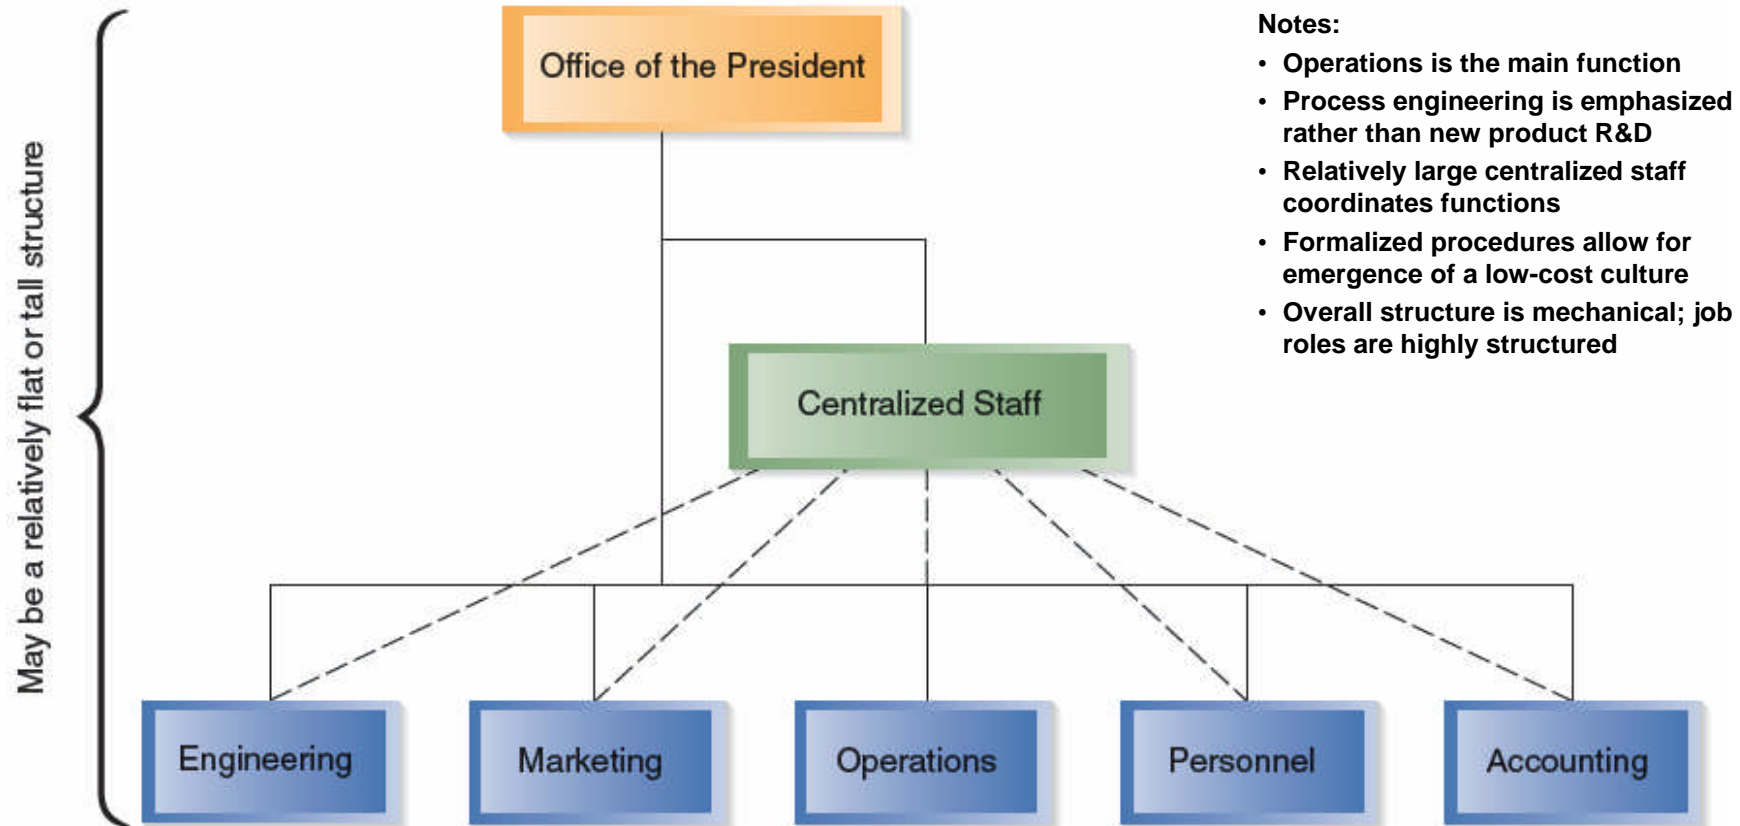 May be a relatively flat or tall structure
Office of the President
Notes:
• Operations is the main function
• Process engineering is emphasized
rather than new product R&D
• Relatively large centralized staff
coordinates functions
• Formalized procedures allow for
emergence of a low-cost culture
• Overall structure is mechanical; job
roles are highly structured
Centralized Staff
Engineering
Marketing
Operations
Personnel
Accounting